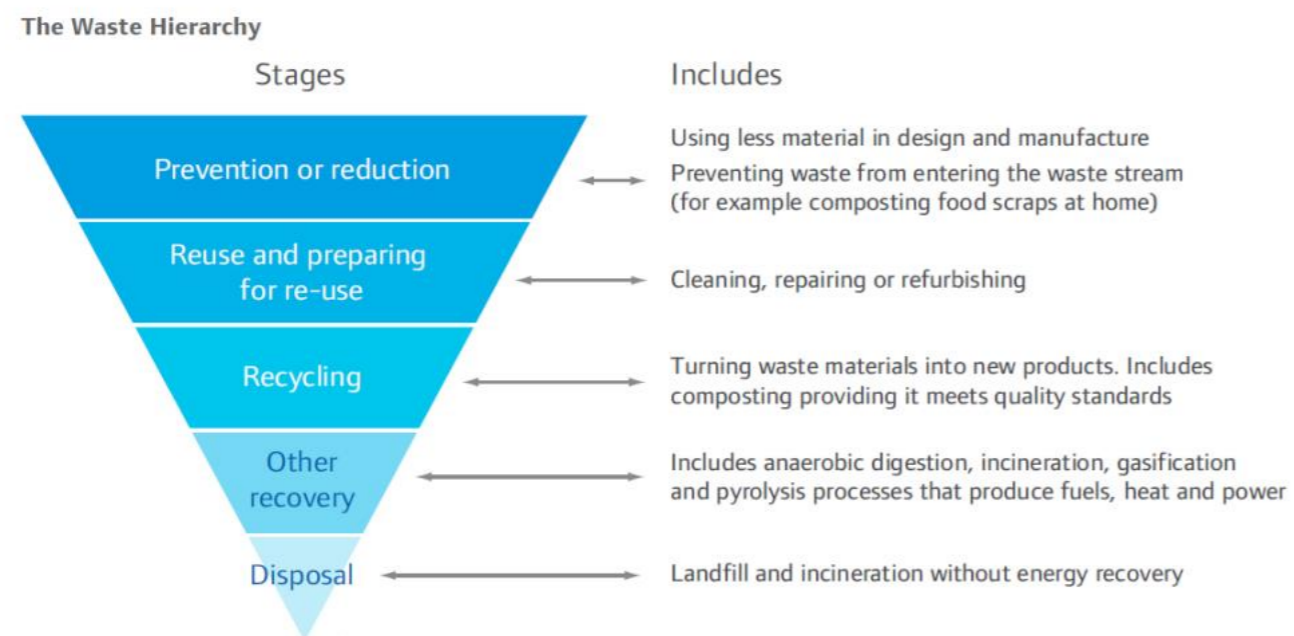 The Waste Hierarchy
Stages
Includes
Prevention or reduction
Using less material in design and manufacture
Preventing waste from entering the waste stream
(for example composting food scraps at home)
Reuse and preparing
for re-use
Cleaning, repairing or refurbishing
Recycling
Turning waste materials into new products. Includes
composting providing it meets quality standards
Other
recovery
Includes anaerobic digestion, incineration, gasification
and pyrolysis processes that produce fuels, heat and power
Disposal
Landfill and incineration without energy recovery